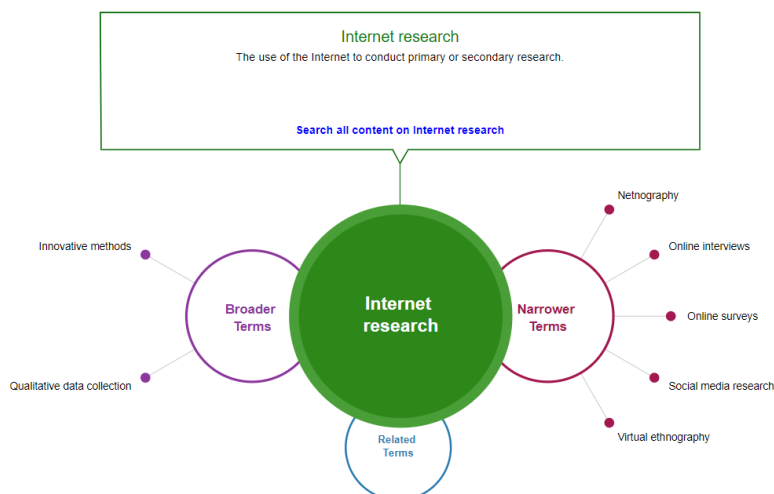 Internet research
The use of the Internet to conduct primary or secondary research.
Search all content on Internet research
Netnography
Innovative methods
Online interviews
Broader
Terms
Internet
research
Narrower
Terms
Online surveys
Qualitative data collection
Social media research
Related
Terms
Virtual ethnography